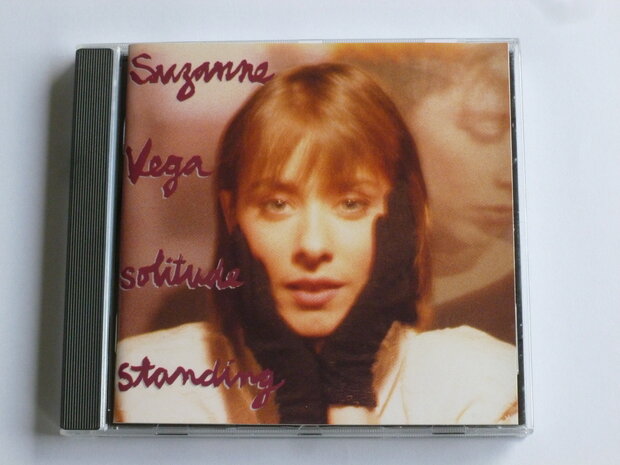 Suzanne
Vega
solitude
standing